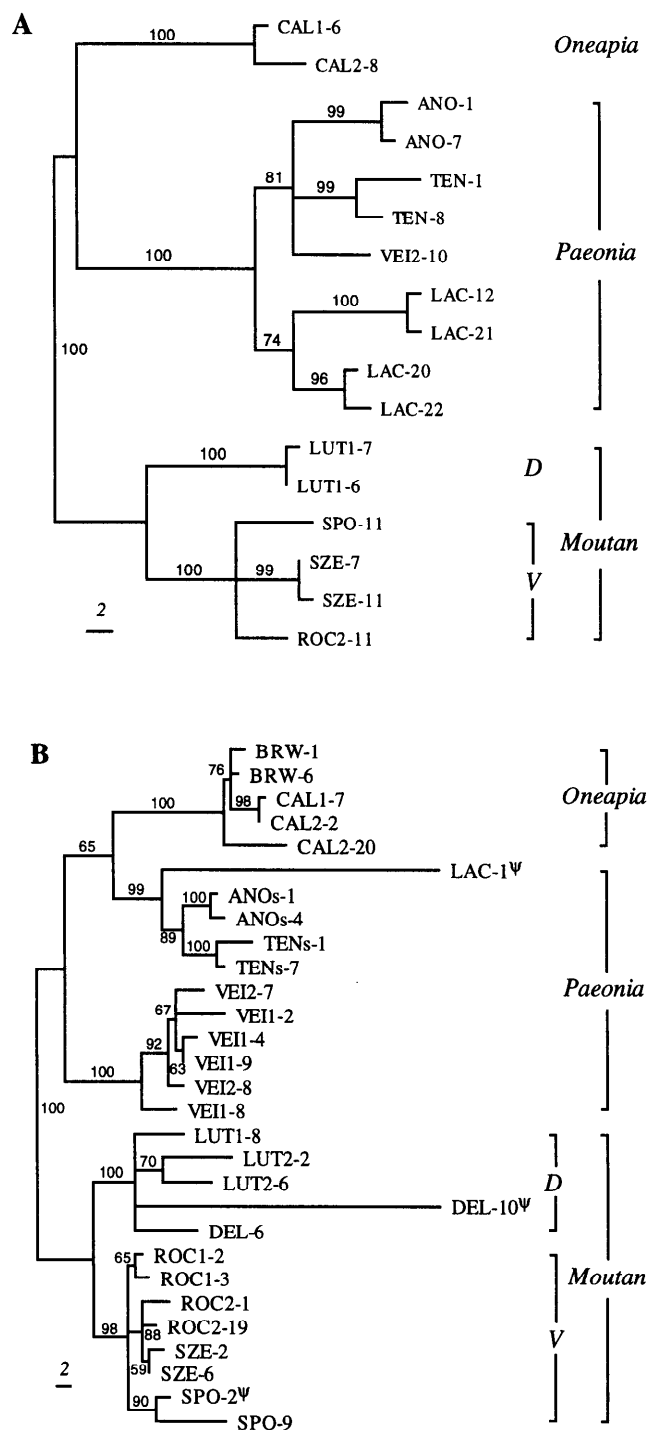 A
100
CAL1-6
CAL2-8
Oneapia
99
ANO-1
ANO-7
81
99
TEN-1
TEN-8
VEI2-10
100
Paeonia
100
LAC-12
LAC-21
74
96
LAC-20
LAC-22
100
100
LUT1-7
LUT1-6
D
SPO-11
100
99
SZE-7
SZE-11
ROC2-11
V
Moutan
2
B
BRW-1
76
BRW-6
98
CAL1-7
CAL2-2
100
CAL2-20
Oneapia
65
LAC-1ψ
99
100
ANOs-1
ANOs-4
89
100
TENs-1
TENs-7
Paeonia
VEI2-7
67
VEI1-2
VEI1-4
92
VEI1-9
63
VEI2-8
100
VEI1-8
100
LUT1-8
100
70
LUT2-2
LUT2-6
D
DEL-10ψ
DEL-6
65
ROC1-2
ROC1-3
Moutan
ROC2-1
98
ROC2-19
88
V
SZE-2
59
SZE-6
90
SPO-2ψ
SPO-9
2